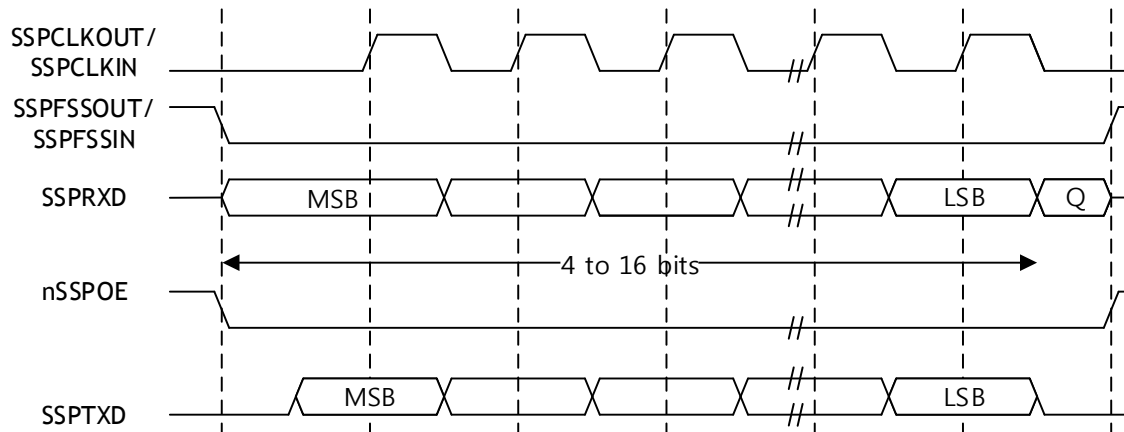 SSPCLKOUT/
SSPCLKIN
SSPFSSOUT/
SSPFSSIN
SSPRXD
MSB
LSB
Q
4 to 16 bits
nSSPOE
SSPTXD
MSB
LSB